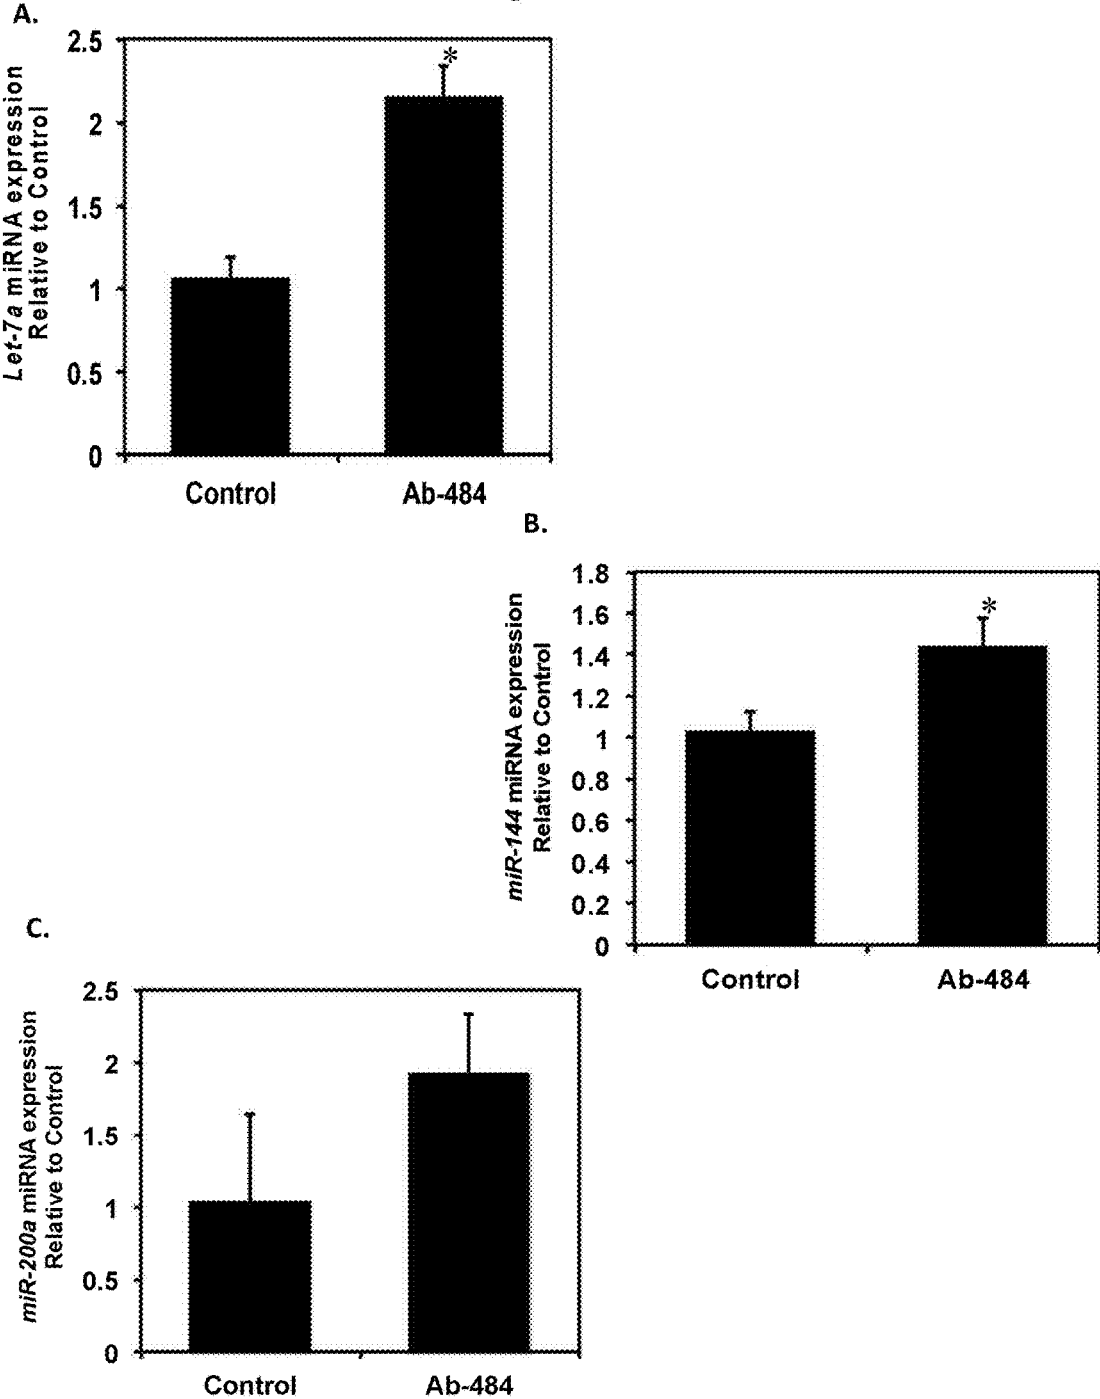 A.
Let-7a miRNA expression
Relative to Control
2.5
2
1.5
1
0.5
0
*
Control Ab-484
B.
miR-144 miRNA expression
Relative to Control
1.8
1.6
1.4
1.2
1
0.8
0.6
0.4
0.2
0
*
Control Ab-484
C.
miR-200a miRNA expression
Relative to Control
2.5
2
1.5
1
0.5
0
Control Ab-484